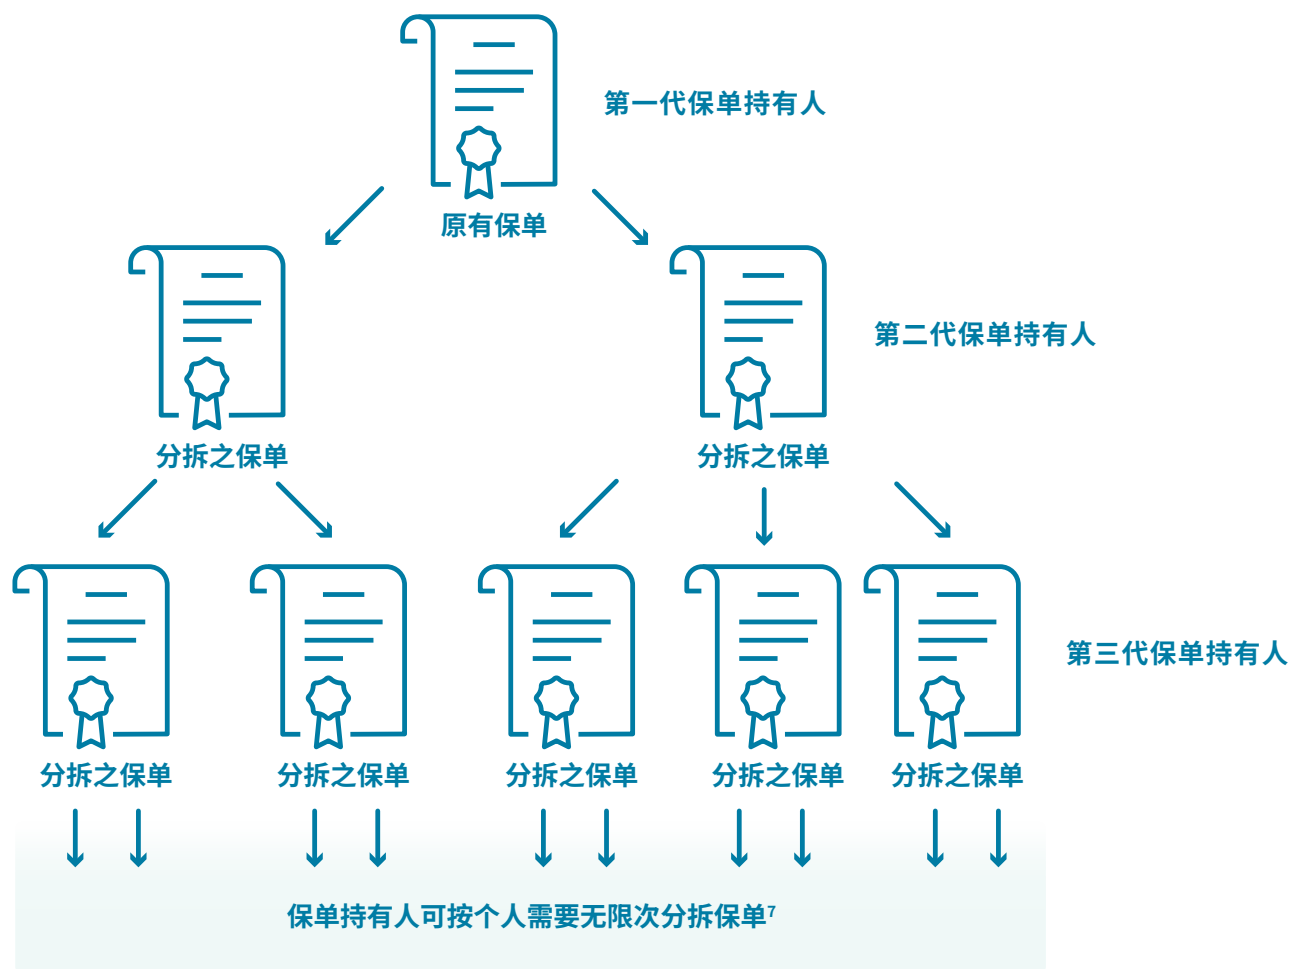 第一代保单持有人
原有保单
第二代保单持有人
分拆之保单
分拆之保单
第三代保单持有人
分拆之保单
分拆之保单
分拆之保单
分拆之保单
分拆之保单
保单持有人可按个人需要无限次分拆保单7